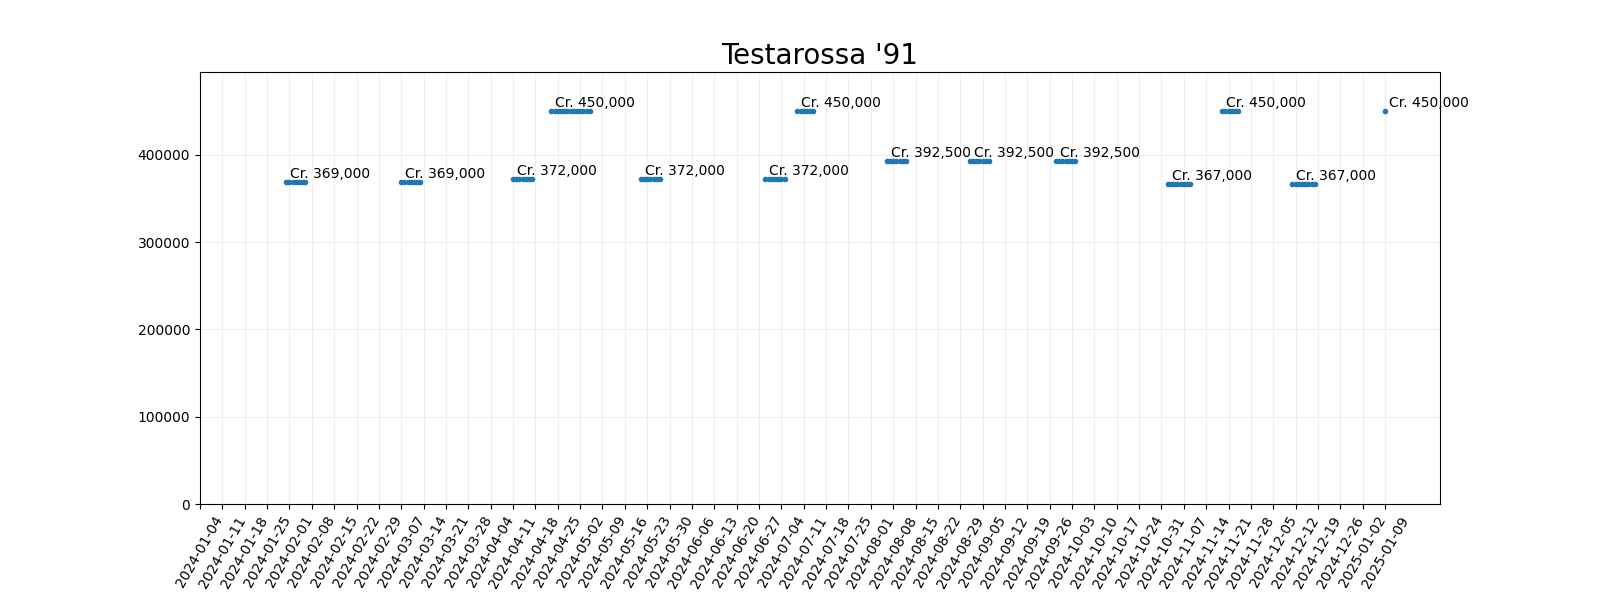 Testarossa '91
Cr. 450,000 Cr. 450,000 Cr. 450,000 Cr. 450,000
400000 Cr. 392,500 Cr. 392,500 Cr. 392,500
Cr. 369,000 Cr. 369,000 Cr. 372,000 Cr. 372,000 Cr. 372,000 Cr. 367,000 Cr. 367,000
300000
200000
100000
0
2024-01-04 2024-01-11 2024-01-18 2024-01-25 2024-02-01 2024-02-08 2024-02-15 2024-02-22 2024-02-29 2024-03-07 2024-03-14 2024-03-21 2024-03-28 2024-04-04 2024-04-11 2024-04-18 2024-04-25 2024-05-02 2024-05-09 2024-05-16 2024-05-23 2024-05-30 2024-06-06 2024-06-13 2024-06-20 2024-06-27 2024-07-04 2024-07-11 2024-07-18 2024-07-25 2024-08-01 2024-08-08 2024-08-15 2024-08-22 2024-08-29 2024-09-05 2024-09-12 2024-09-19 2024-09-26 2024-10-03 2024-10-10 2024-10-17 2024-10-24 2024-10-31 2024-11-07 2024-11-14 2024-11-21 2024-11-28 2024-12-05 2024-12-12 2024-12-19 2024-12-26 2025-01-02 2025-01-09